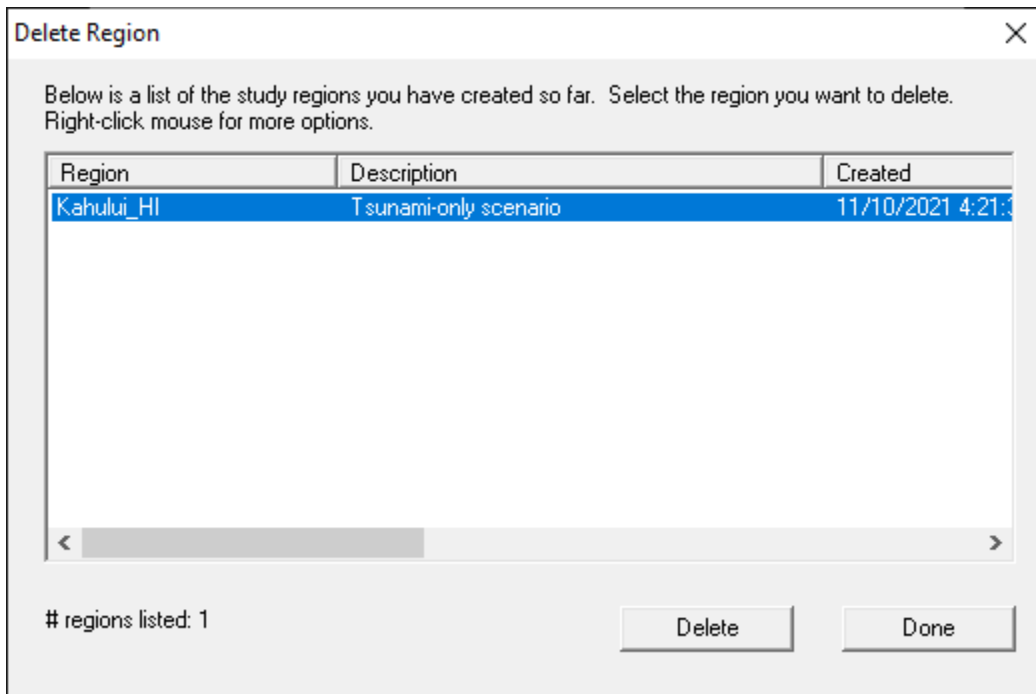 Delete Region
Below is a list of the study regions you have created so far.  Select the region you want to delete.
Right-click mouse for more options.
Region Description Created
Kahului_HI Tsunami-only scenario 11/10/2021 4:21:3
# regions listed: 1 Delete Done